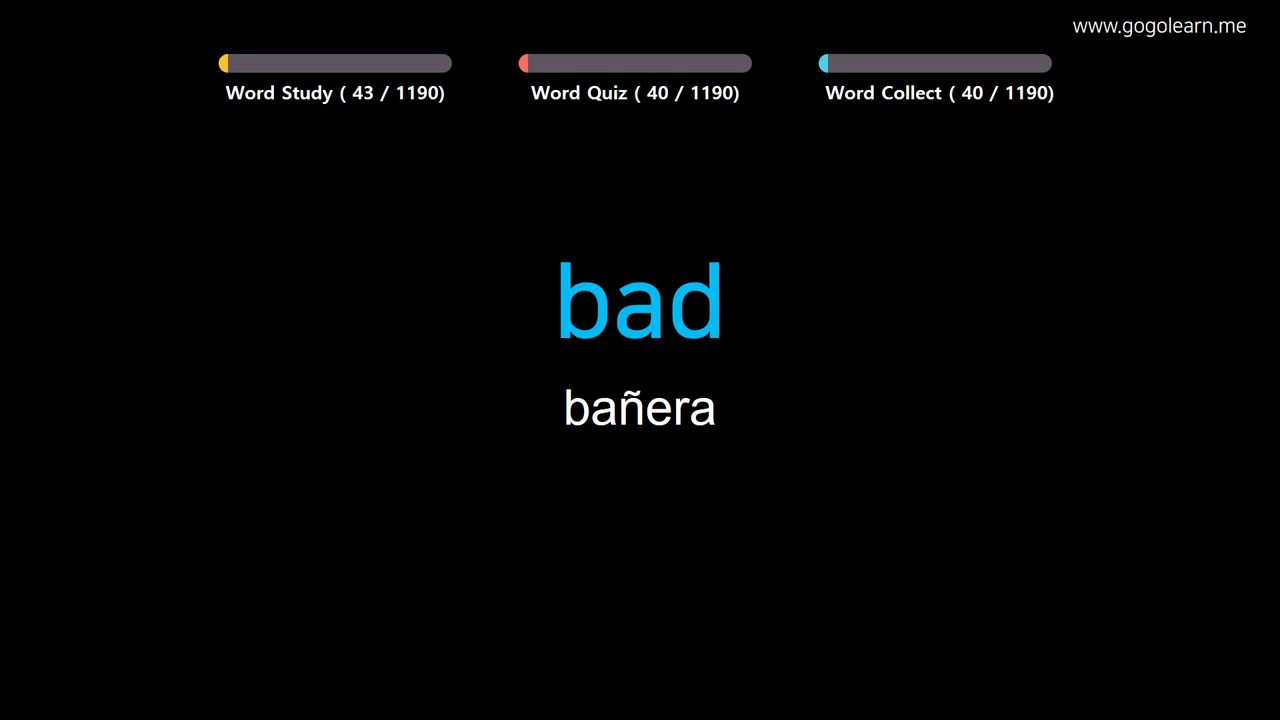 www.gogolearn.me
Word Study ( 43 / 1190)
Word Quiz ( 40 / 1190)
Word Collect ( 40 / 1190)
bad
bañera